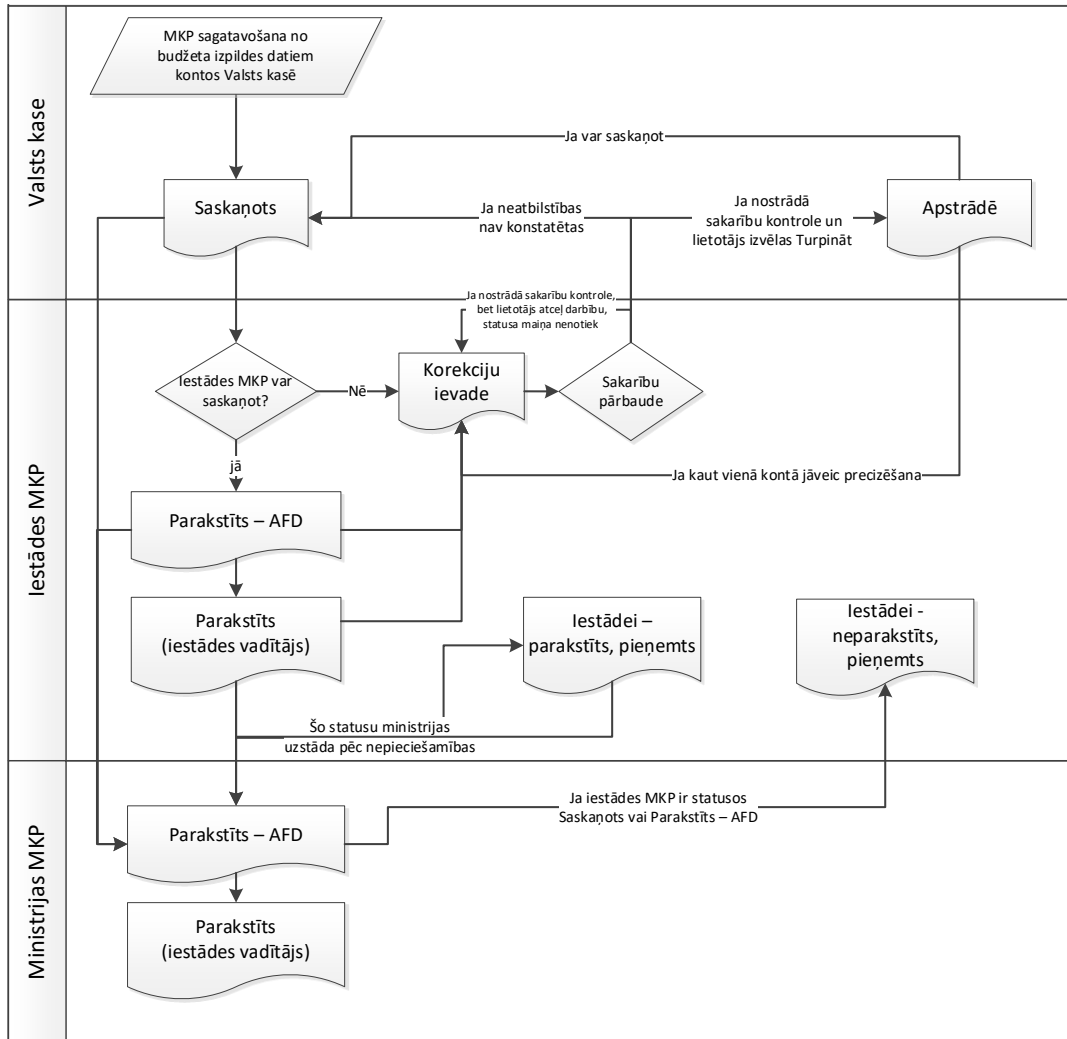 Valsts kase
MKP sagatavošana no
budžeta izpildes datiem
kontos Valsts kasē
Ja var saskaņot
Saskaņots
Ja neatbilstības
nav konstatētas
Ja nostrādā
sakarību kontrole un
lietotājs izvēlas Turpināt
Apstrādē
Iestādes MKP
Ja nostrādā sakarību kontrole,
bet lietotājs atceļ darbību,
statusa maiņa nenotiek
Iestādes MKP var
saskaņot?
Nē
Korekciju
ievade
Sakarību
pārbaude
jā
Ja kaut vienā kontā jāveic precizēšana
Parakstīts – AFD
Parakstīts
(iestādes vadītājs)
Iestādei –
parakstīts, pieņemts
Iestādei -
neparakstīts,
pieņemts
Šo statusu ministrijas
uzstāda pēc nepieciešamības
Ministrijas MKP
Parakstīts – AFD
Ja iestādes MKP ir statusos
Saskaņots vai Parakstīts – AFD
Parakstīts
(iestādes vadītājs)